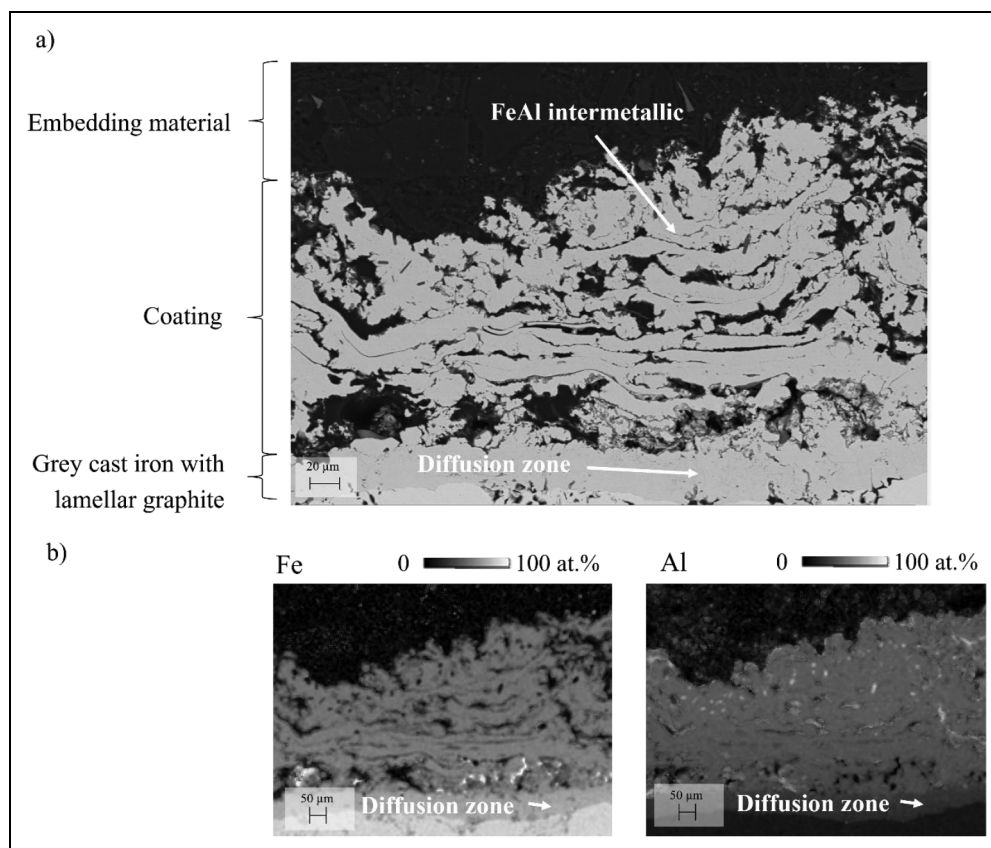 a)
Embedding material
FeAl intermetallic
Coating
Grey cast iron with
lamellar graphite
20 µm
Diffusion zone
b)
Fe
0
100 at.%
Al
0
100 at.%
50 µm
Diffusion zone
50 µm
Diffusion zone